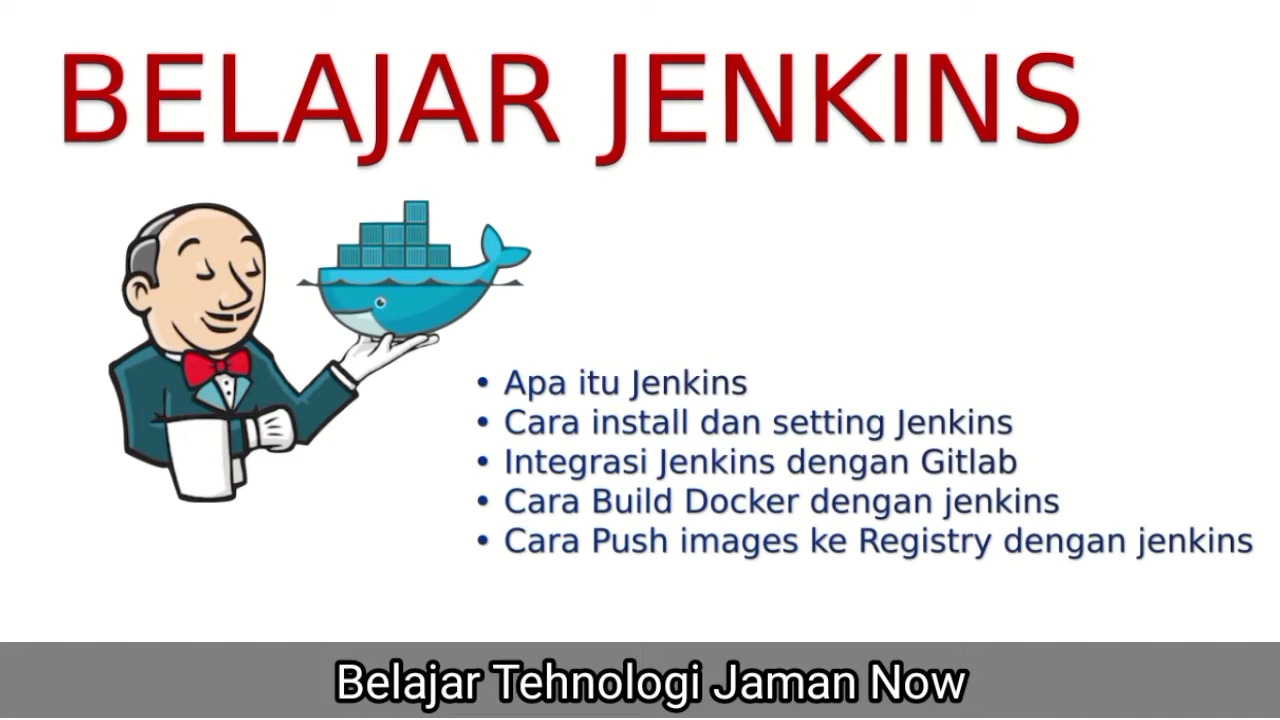 BELAJAR JENKINS
• Apa itu Jenkins
• Cara install dan setting Jenkins
• Integrasi Jenkins dengan Gitlab
• Cara Build Docker dengan jenkins
• Cara Push images ke Registry dengan jenkins
Belajar Tehnologi Jaman Now